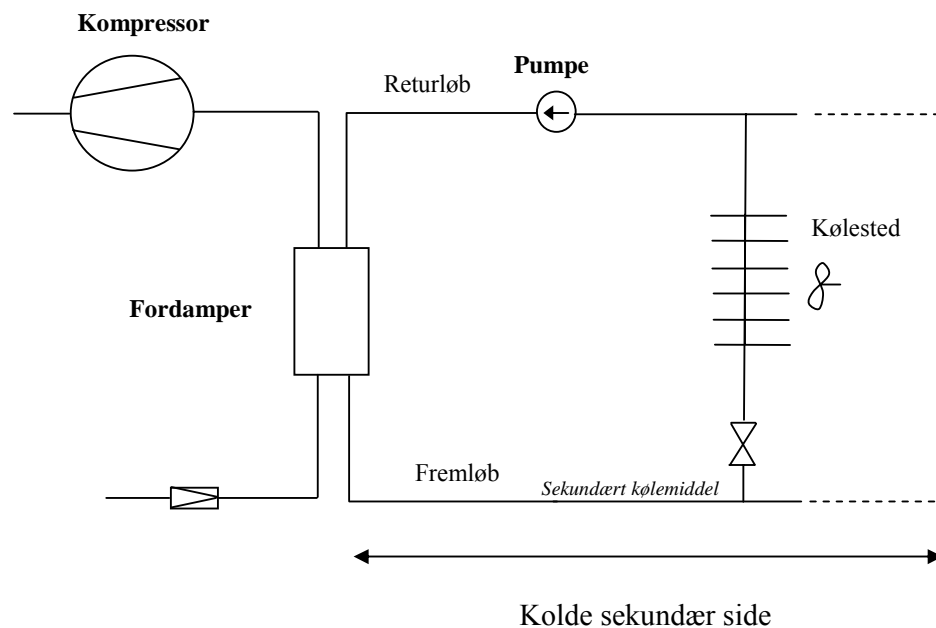 Kompressor
Pumpe
Returløb
Kølested
Fordamper
Fremløb
Sekundært kølemiddel
Kolde sekundær side